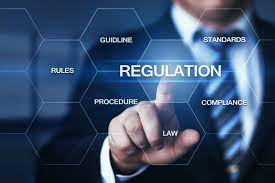 GUIDLINE
STANDARDS
RULES
REGULATION
PROCEDURE
COMPLIANCE
LAW